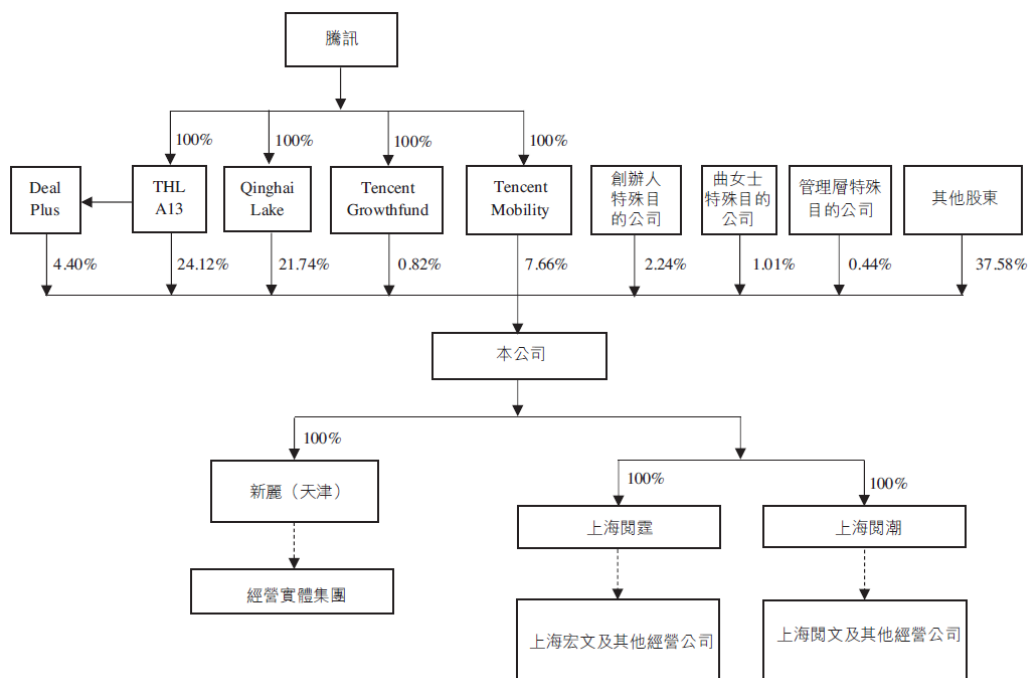 騰訊
100%
100%
100%
100%
Deal
Plus
THL
A13
Qinghai
Lake
Tencent
Growthfund
Tencent
Mobility
創辦人
特殊目
的公司
曲女士
特殊目的
公司
管理層特殊
目的公司
其他股東
4.40%
24.12%
21.74%
0.82%
7.66%
2.24%
1.01%
0.44%
37.58%
本公司
100%
新麗（天津）
100%
100%
上海閱霆
上海閱潮
經營實體集團
上海宏文及其他經營公司
上海閱文及其他經營公司